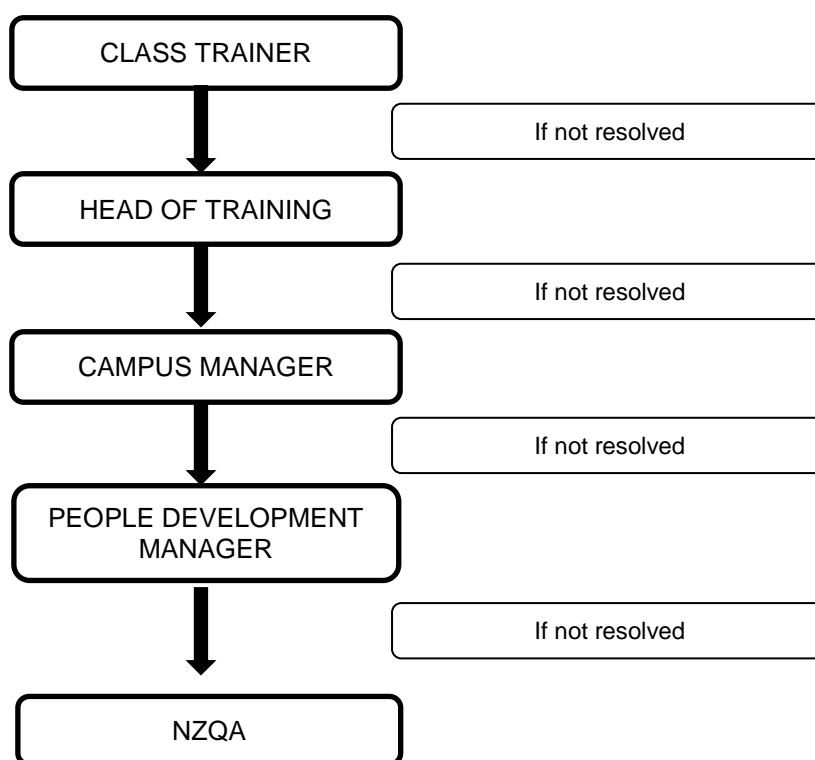 CLASS TRAINER
If not resolved
HEAD OF TRAINING
If not resolved
CAMPUS MANAGER
If not resolved
PEOPLE DEVELOPMENT
MANAGER
If not resolved
NZQA